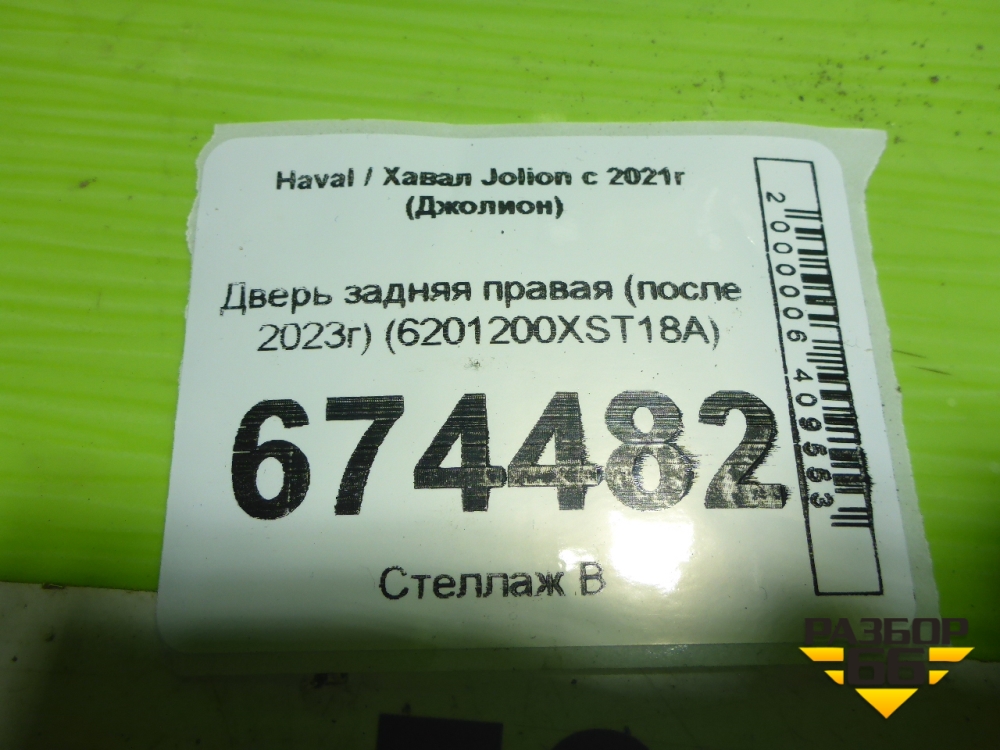 Haval / Хавал Jolion с 2021г
(Джолион)
Дверь задняя правая (после
2023г) (6201200XST18A)
674482
Стеллаж В
2000006409563
РАЗБОР
66